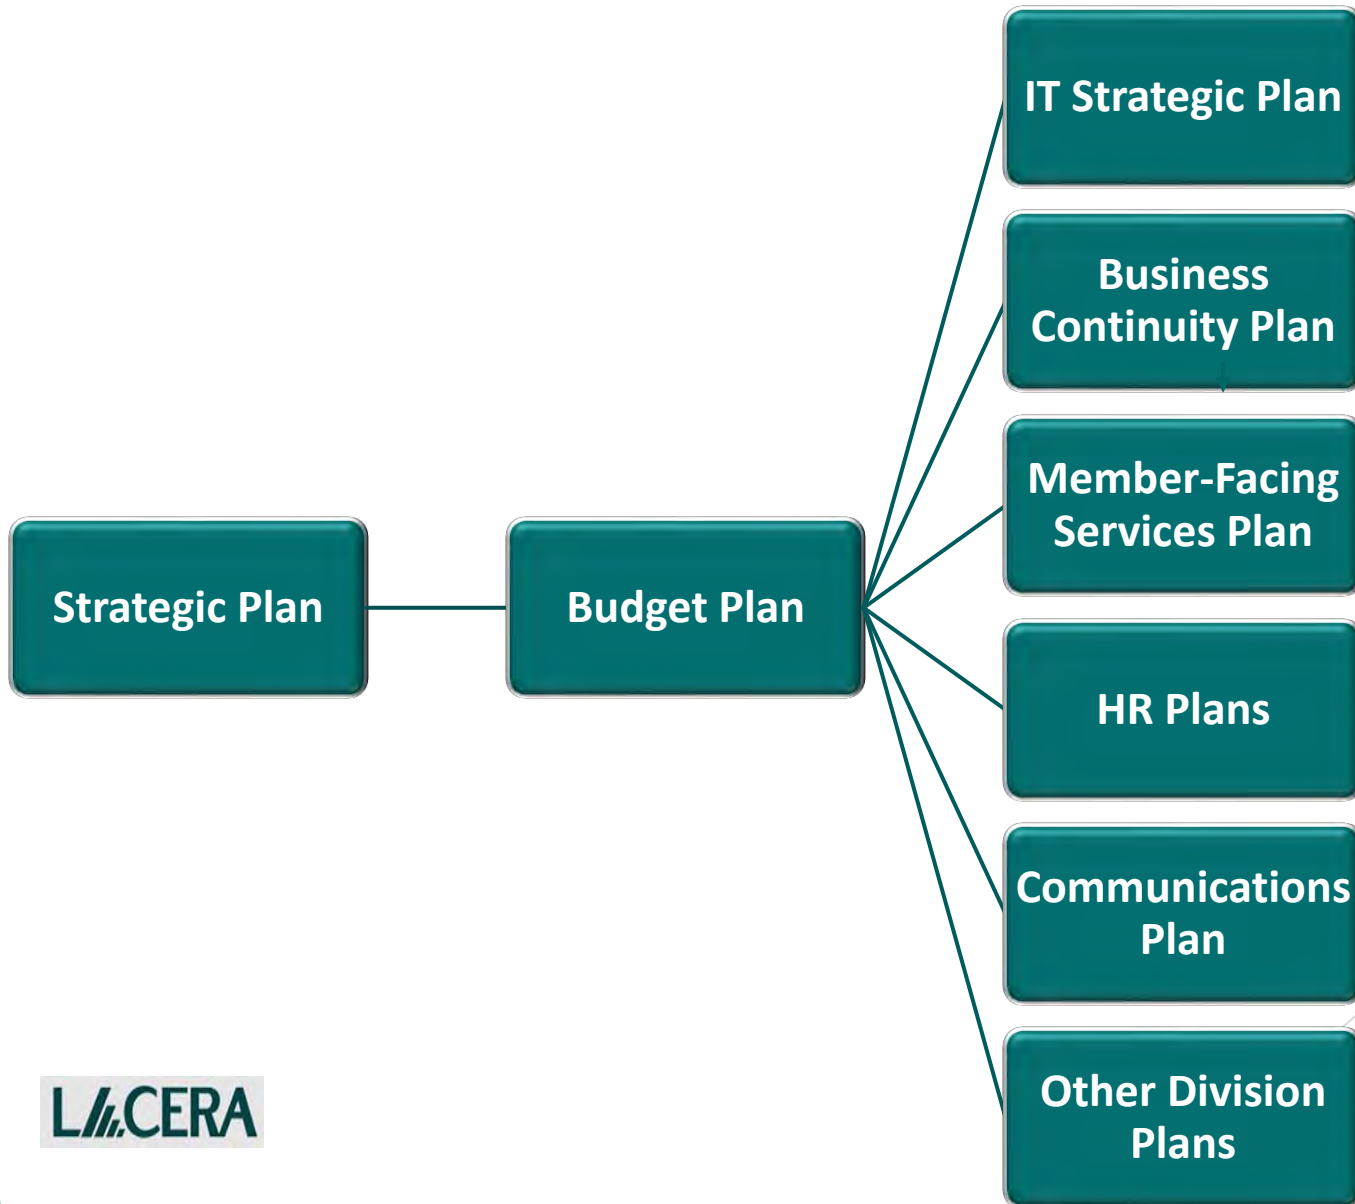 IT Strategic Plan
Business
Continuity Plan
Member-Facing
Services Plan
Strategic Plan
Budget Plan
HR Plans
Communications
Plan
Other Division
Plans
LACERA